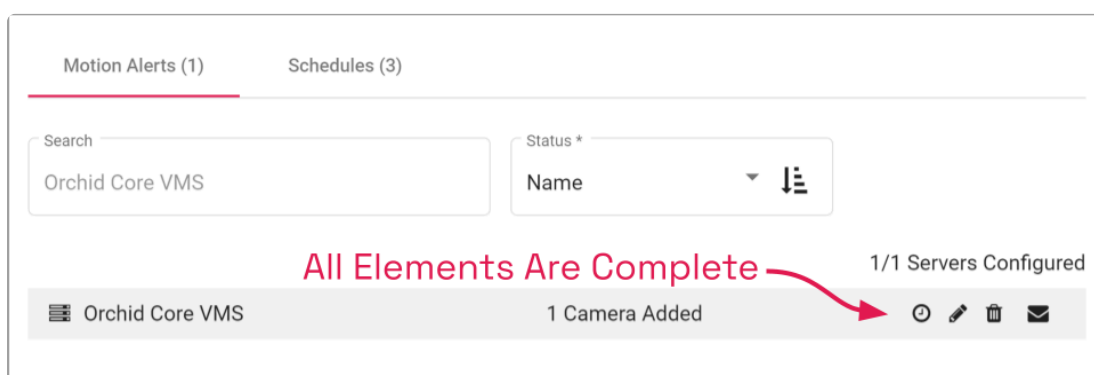 Motion Alerts (1)
Schedules (3)
Search
Orchid Core VMS
Status *
Name
All Elements Are Complete
1/1 Servers Configured
Orchid Core VMS
1 Camera Added